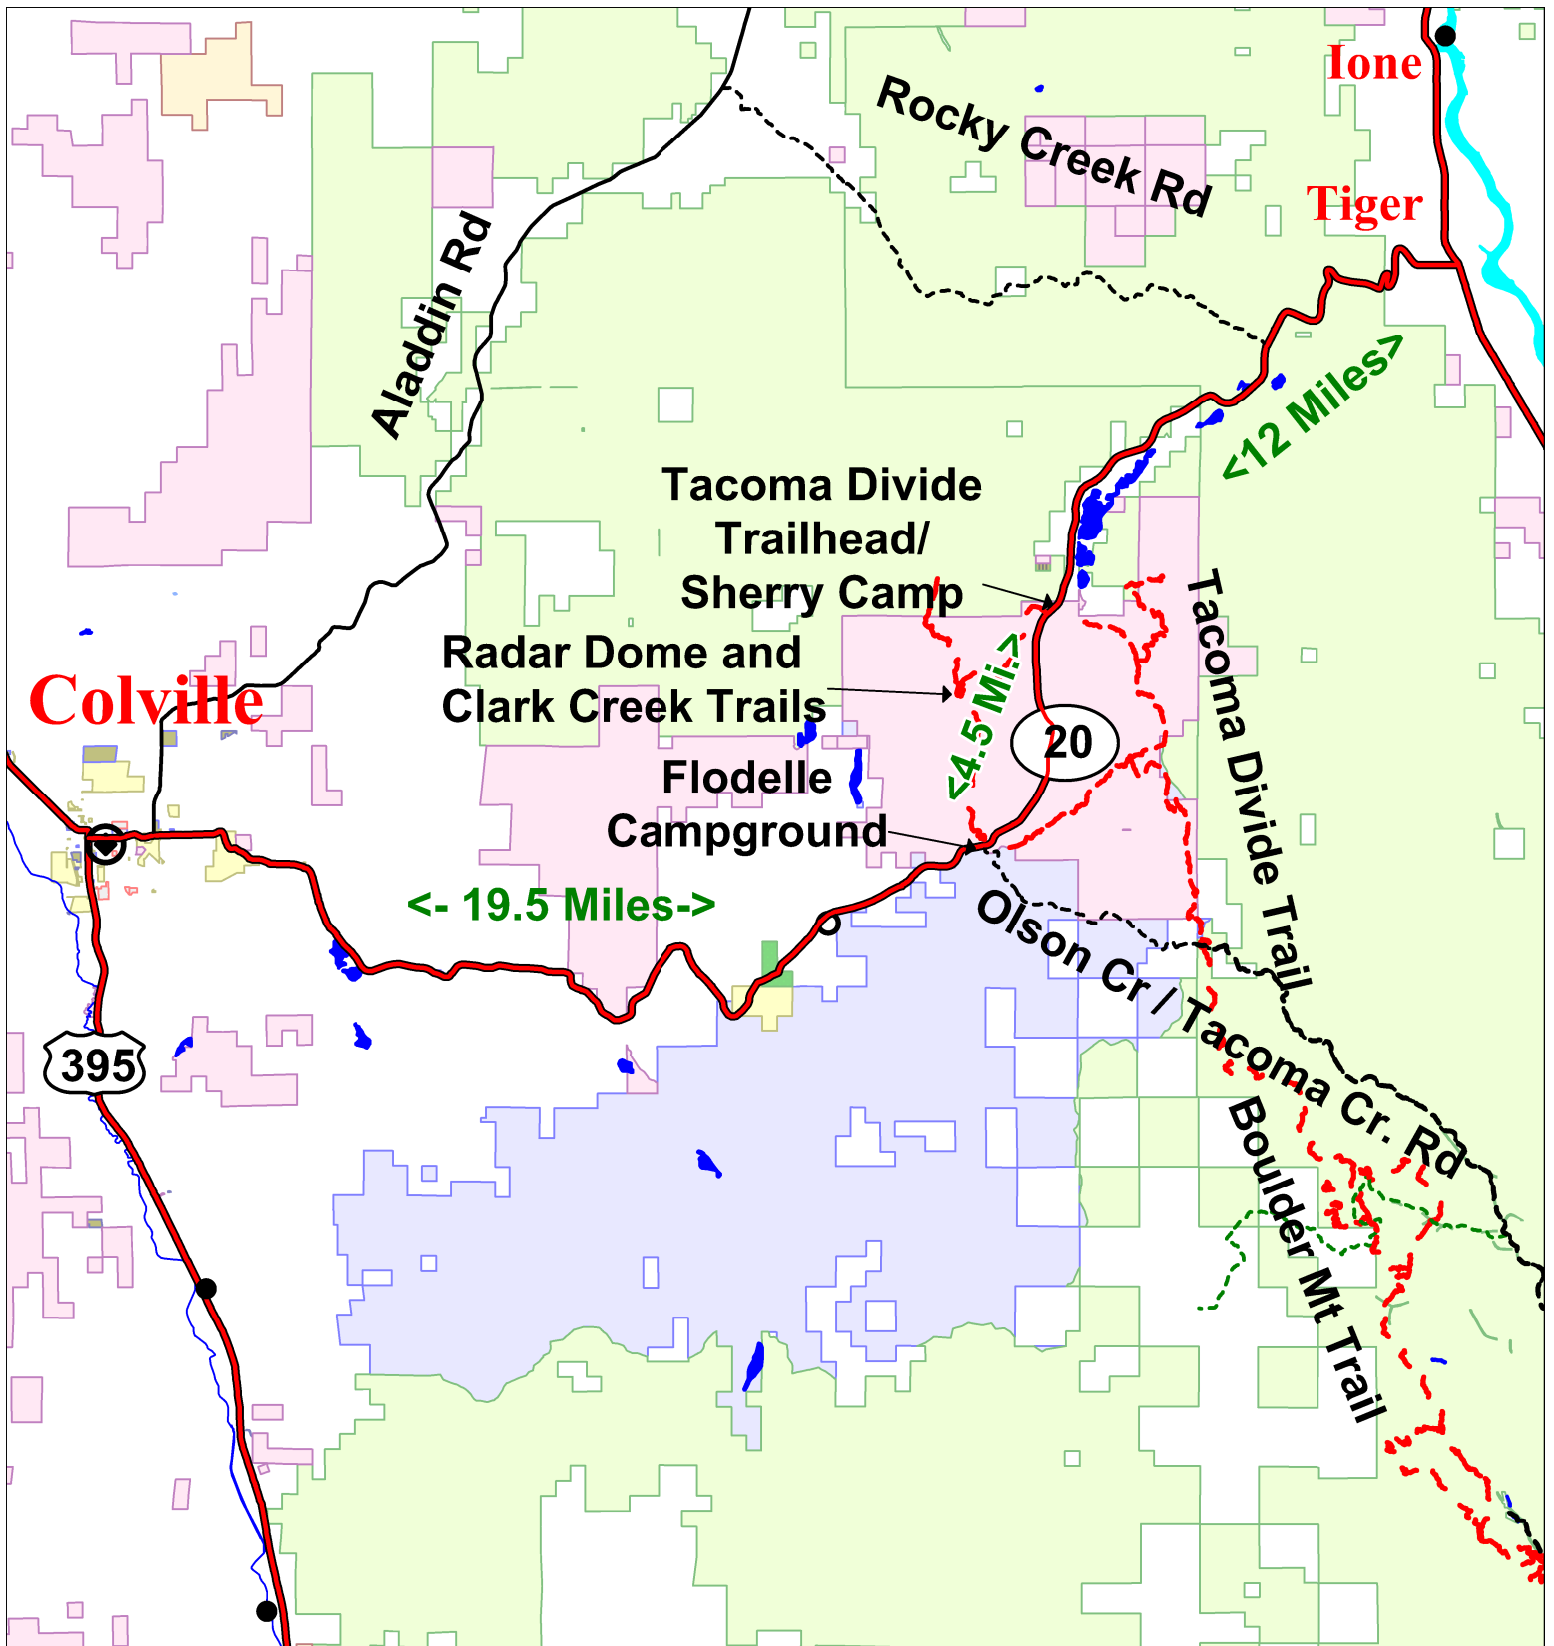 Ione
Rocky Creek Rd
Tiger
Aladdin Rd
<12 Miles>
Tacoma Divide
Trailhead/
Sherry Camp
Radar Dome and
Clark Creek Trails
<4.5 Mi.>
Tacoma Divide Trail
Colville
20
Flodelle
Campground
<- 19.5 Miles->
Olson Cr / Tacoma Cr. Rd
395
Boulder Mt Trail